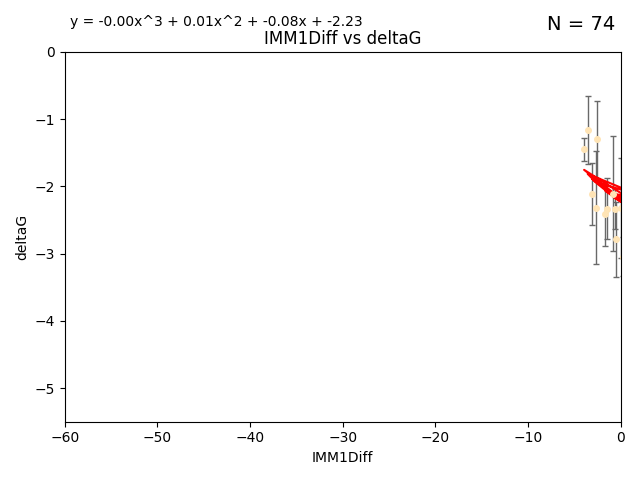 y = -0.00x^3 + 0.01x^2 + -0.08x + -2.23
N = 74
IMM1Diff vs deltaG
deltaG
0
−1
−2
−3
−4
−5
−60
−50
−40
−30
−20
−10
0
IMM1Diff